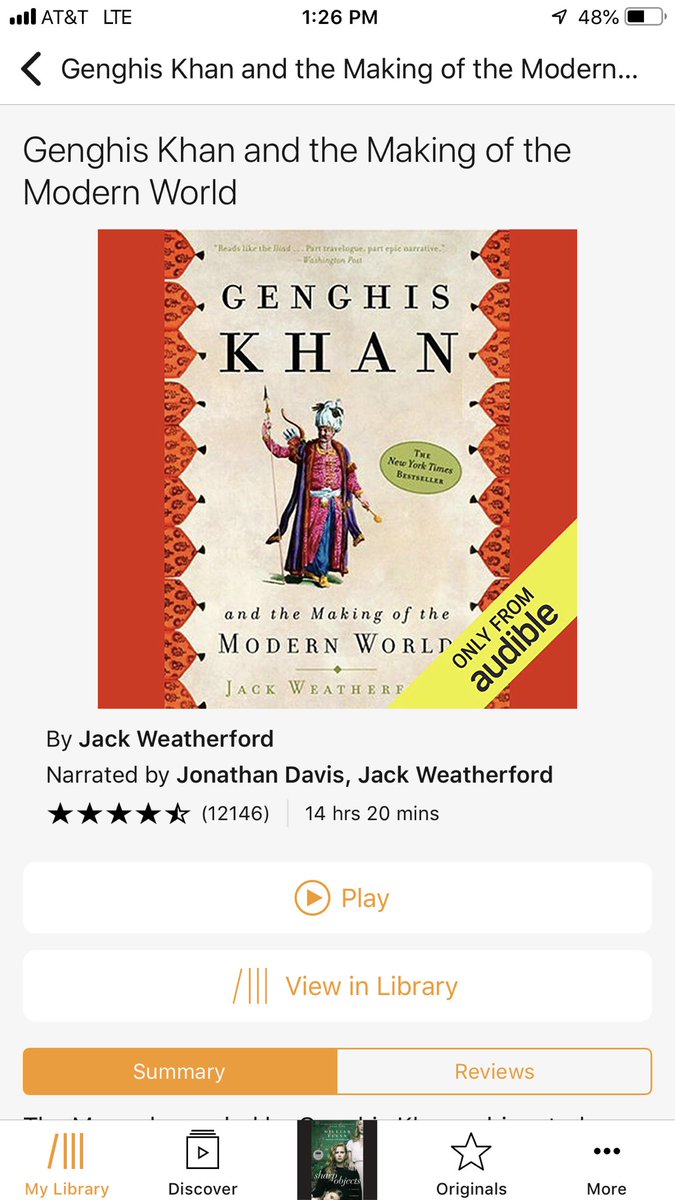 AT&T LTE 1:26 PM 48%
Genghis Khan and the Making of the Modern...
Genghis Khan and the Making of the
Modern World
"Reads like the Iliad . . . Part travelogue, part epic narrative."
—Washington Post
GENGHIS
KHAN
THE
New York Times
BESTSELLER
and the Making of the
MODERN WORLD
JACK WEATHERF
ONLY FROM
audible
By Jack Weatherford
Narrated by Jonathan Davis, Jack Weatherford
(12146) 14 hrs 20 mins
Play
View in Library
Summary Reviews
GILLIAN
FLYNN
sharp
objects
My Library Discover Originals More